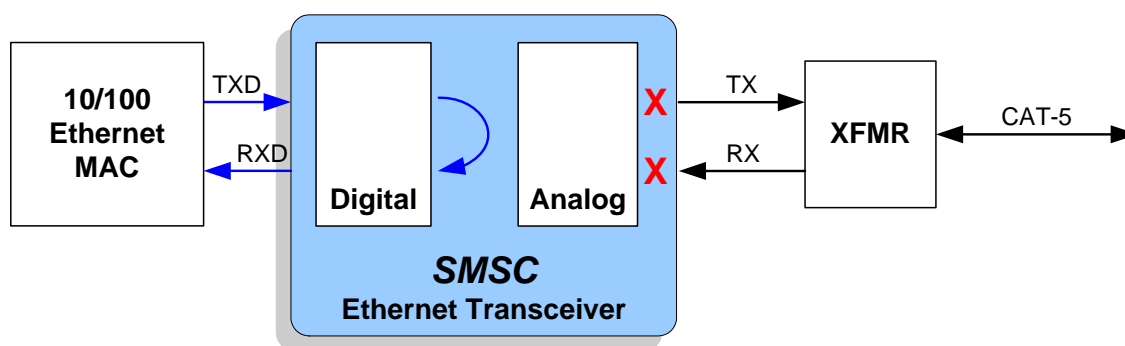 10/100
Ethernet
MAC
TXD
RXD
Digital
Analog
X
X
SMSC
Ethernet Transceiver
TX
RX
XFMR
CAT-5